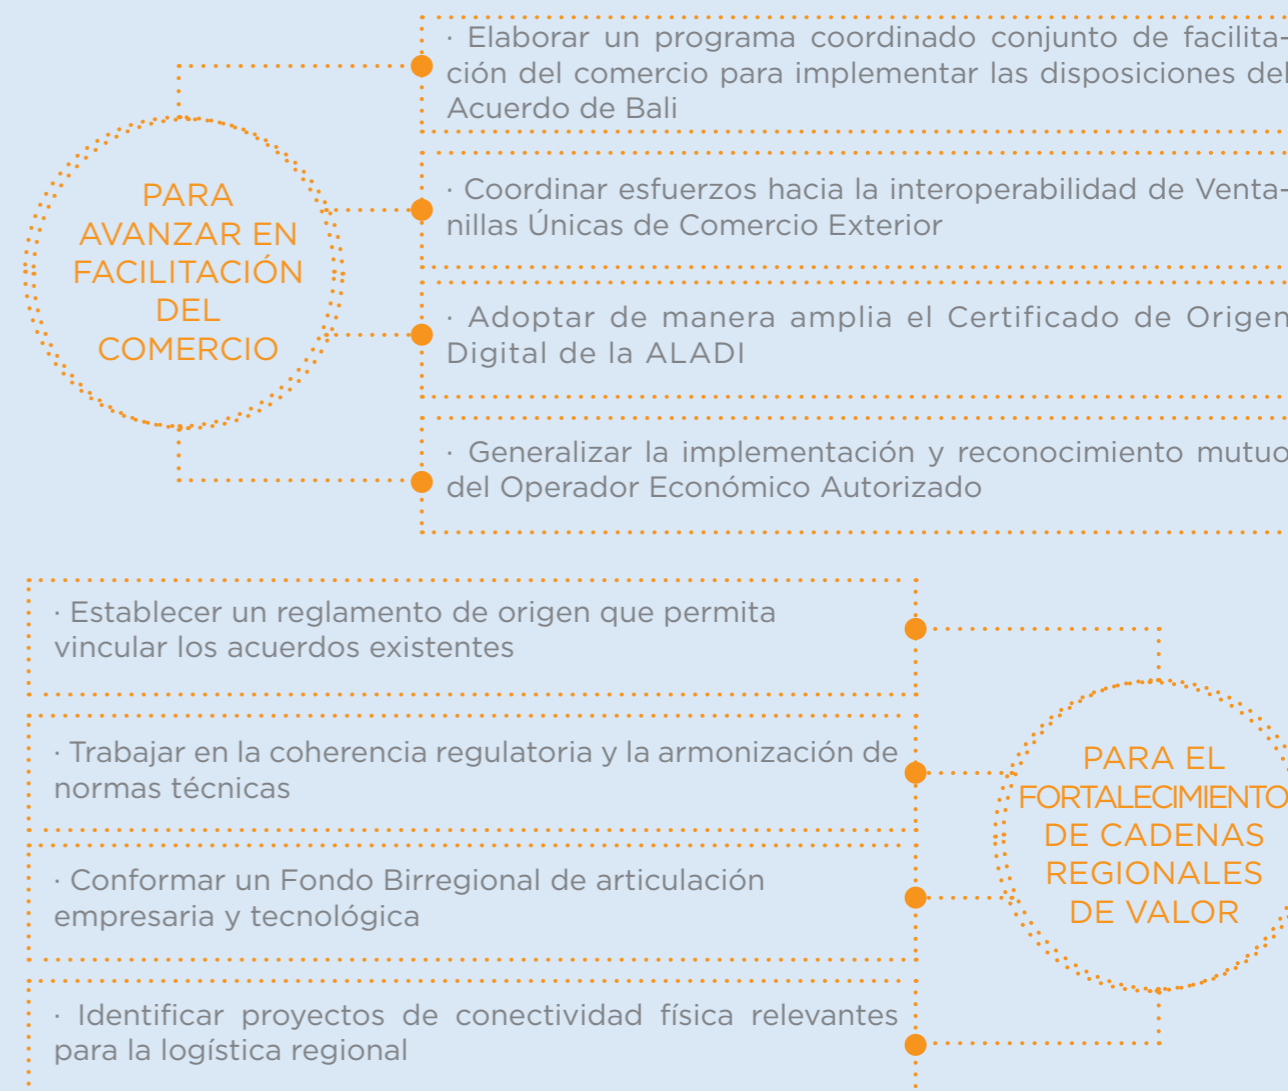 PARA
AVANZAR EN
FACILITACIÓN
DEL
COMERCIO
· Elaborar un programa coordinado conjunto de facilita-
ción del comercio para implementar las disposiciones del
Acuerdo de Bali
· Coordinar esfuerzos hacia la interoperabilidad de Venta-
nillas Únicas de Comercio Exterior
· Adoptar de manera amplia el Certificado de Origen
Digital de la ALADI
· Generalizar la implementación y reconocimiento mutuo
del Operador Económico Autorizado
· Establecer un reglamento de origen que permita
vincular los acuerdos existentes
· Trabajar en la coherencia regulatoria y la armonización de
normas técnicas
· Conformar un Fondo Birregional de articulación
empresaria y tecnológica
· Identificar proyectos de conectividad física relevantes
para la logística regional
PARA EL
FORTALECIMIENTO
DE CADENAS
REGIONALES
DE VALOR